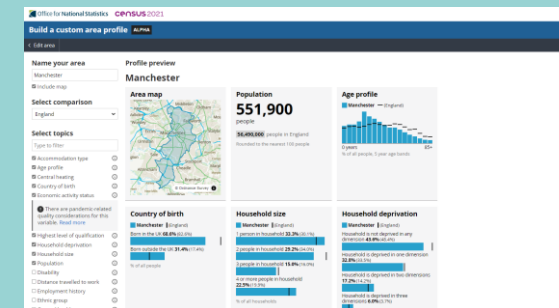 Office for National Statistics census 2021
Build a custom area profile ALPHA
< Edit area
Name your area
Manchester
Include map
Select comparison
England
Select topics
Type to filter
Accommodation type
Age profile
Central heating
Country of birth
Economic activity status
There are pandemic-related
quality considerations for this
variable. Read more
Highest level of qualification
Household deprivation
Household size
Population
Disability
Distance travelled to work
Employment history
Ethnic group
Profile preview
Manchester
Area map
© Ordnance Survey
Population
551,900
people
56,490,000 people in England
Rounded to the nearest 100 people
Age profile
Manchester (England)
0 years 85+
% of all people, 5 year age bands
Country of birth
Manchester (England)
Born in the UK 68.6% (82.6%)
Born outside the UK 31.4% (17.4%)
% of all people
Household size
Manchester (England)
1 person in household 32.3% (30.1%)
2 people in household 29.2% (34.0%)
3 people in household 15.8% (16.0%)
4 or more people in household
22.5% (19.9%)
% of all households
Household deprivation
Manchester (England)
Household is not deprived in any
dimension 43.0% (48.4%)
Household is deprived in one dimension
32.8% (33.5%)
Household is deprived in two dimensions
17.2% (14.2%)
Household is deprived in three
dimensions 6.6% (3.7%)